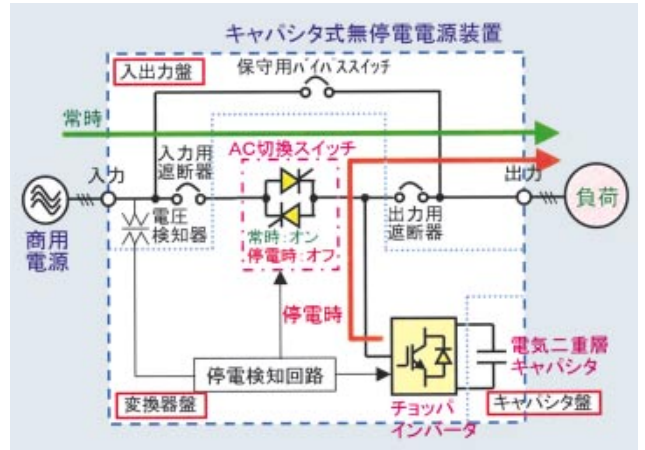 キャパシタ式無停電電源装置
入出力盤
保守用バイパススイッチ
常時
入力用
遮断器
AC切換スイッチ
入力
出力
負荷
商用
電源
電圧
検知器
常時:オン
停電時:オフ
出力用
遮断器
停電時
停電検知回路
電気二重層
キャパシタ
変換器盤
チョッパ
インバータ
キャパシタ盤